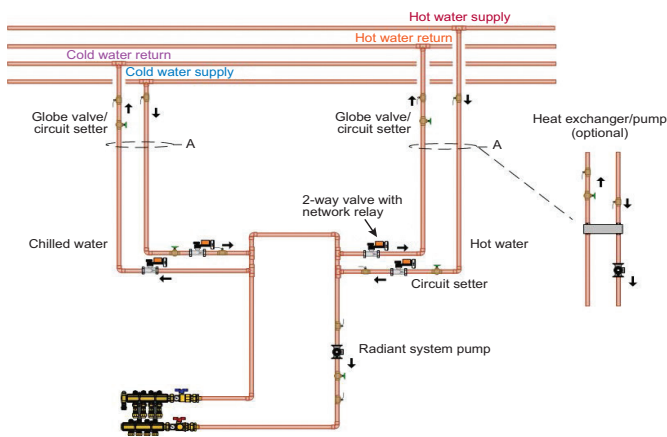 Hot water supply
Hot water return
Cold water return
Cold water supply
Globe valve/
circuit setter
Globe valve/
circuit setter
Heat exchanger/pump
(optional)
A
A
2-way valve with
network relay
Chilled water
Hot water
Circuit setter
Radiant system pump